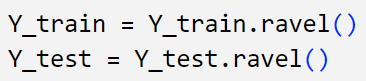 Y_train = Y_train.ravel()
Y_test = Y_test.ravel()